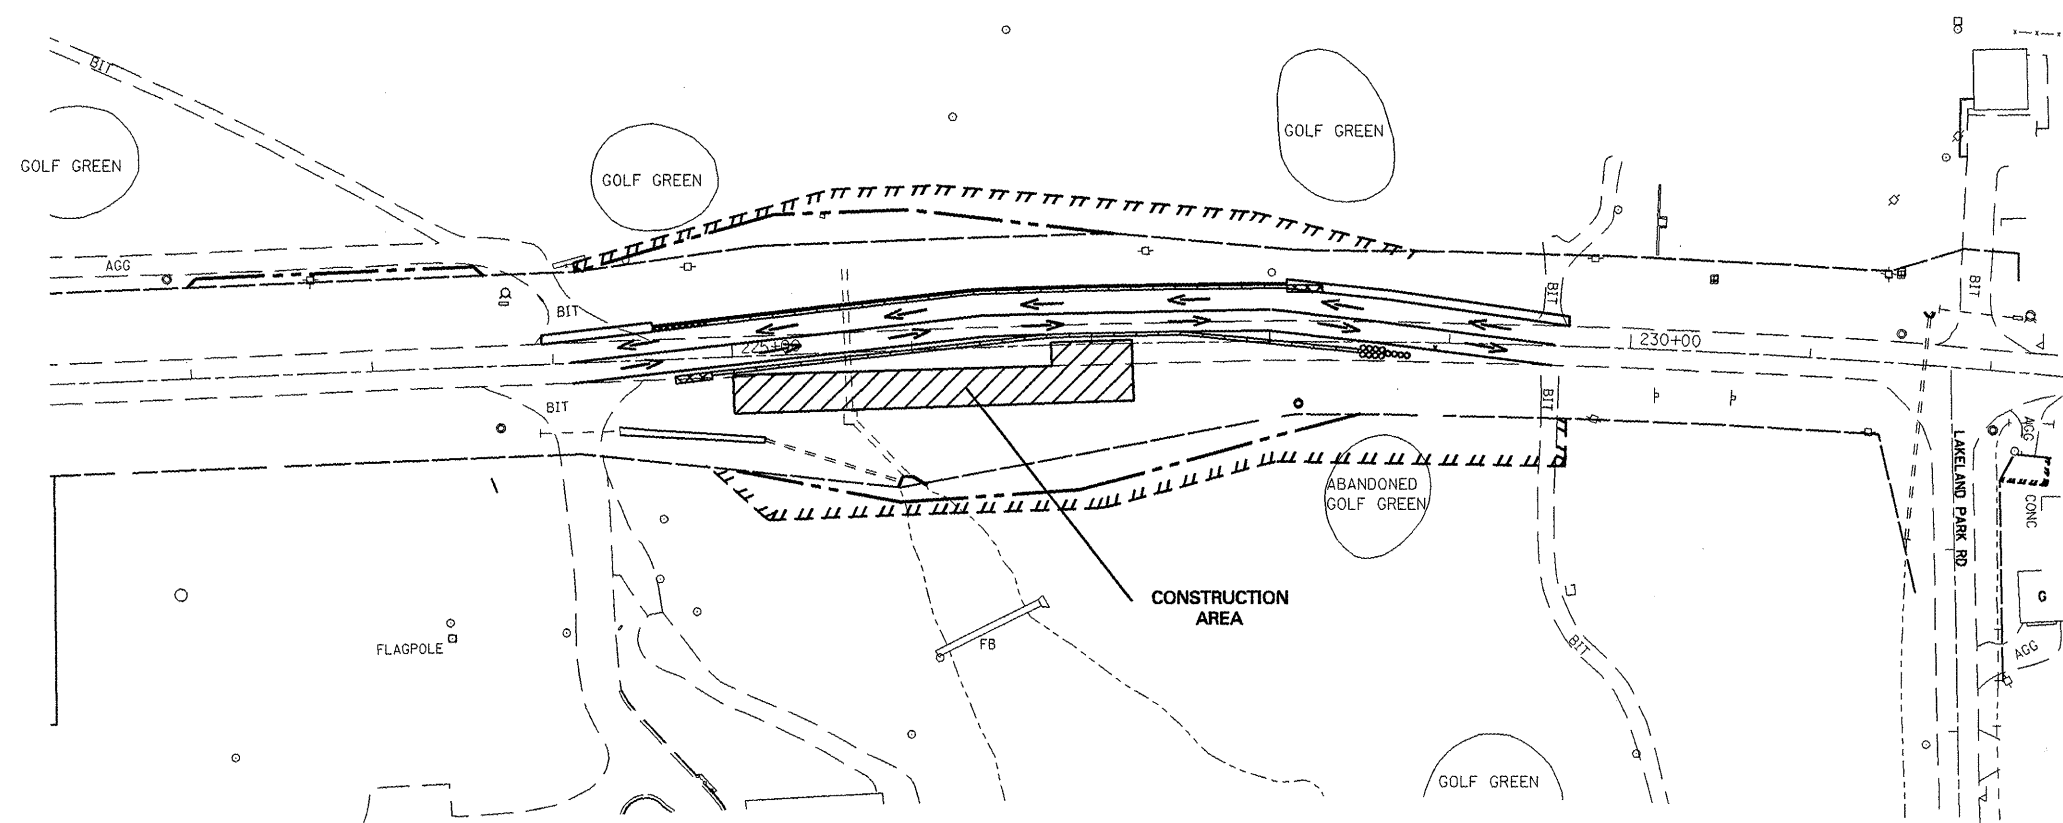 BIT
GOLF GREEN
GOLF GREEN
GOLF GREEN
AGG
BIT
BIT
BIT
225+00
230+00
BIT
BIT
ABANDONED
GOLF GREEN
LAKELAND PARK RD
AGG
CONC
CONSTRUCTION
AREA
G
FLAGPOLE
FB
BIT
AGG
GOLF GREEN